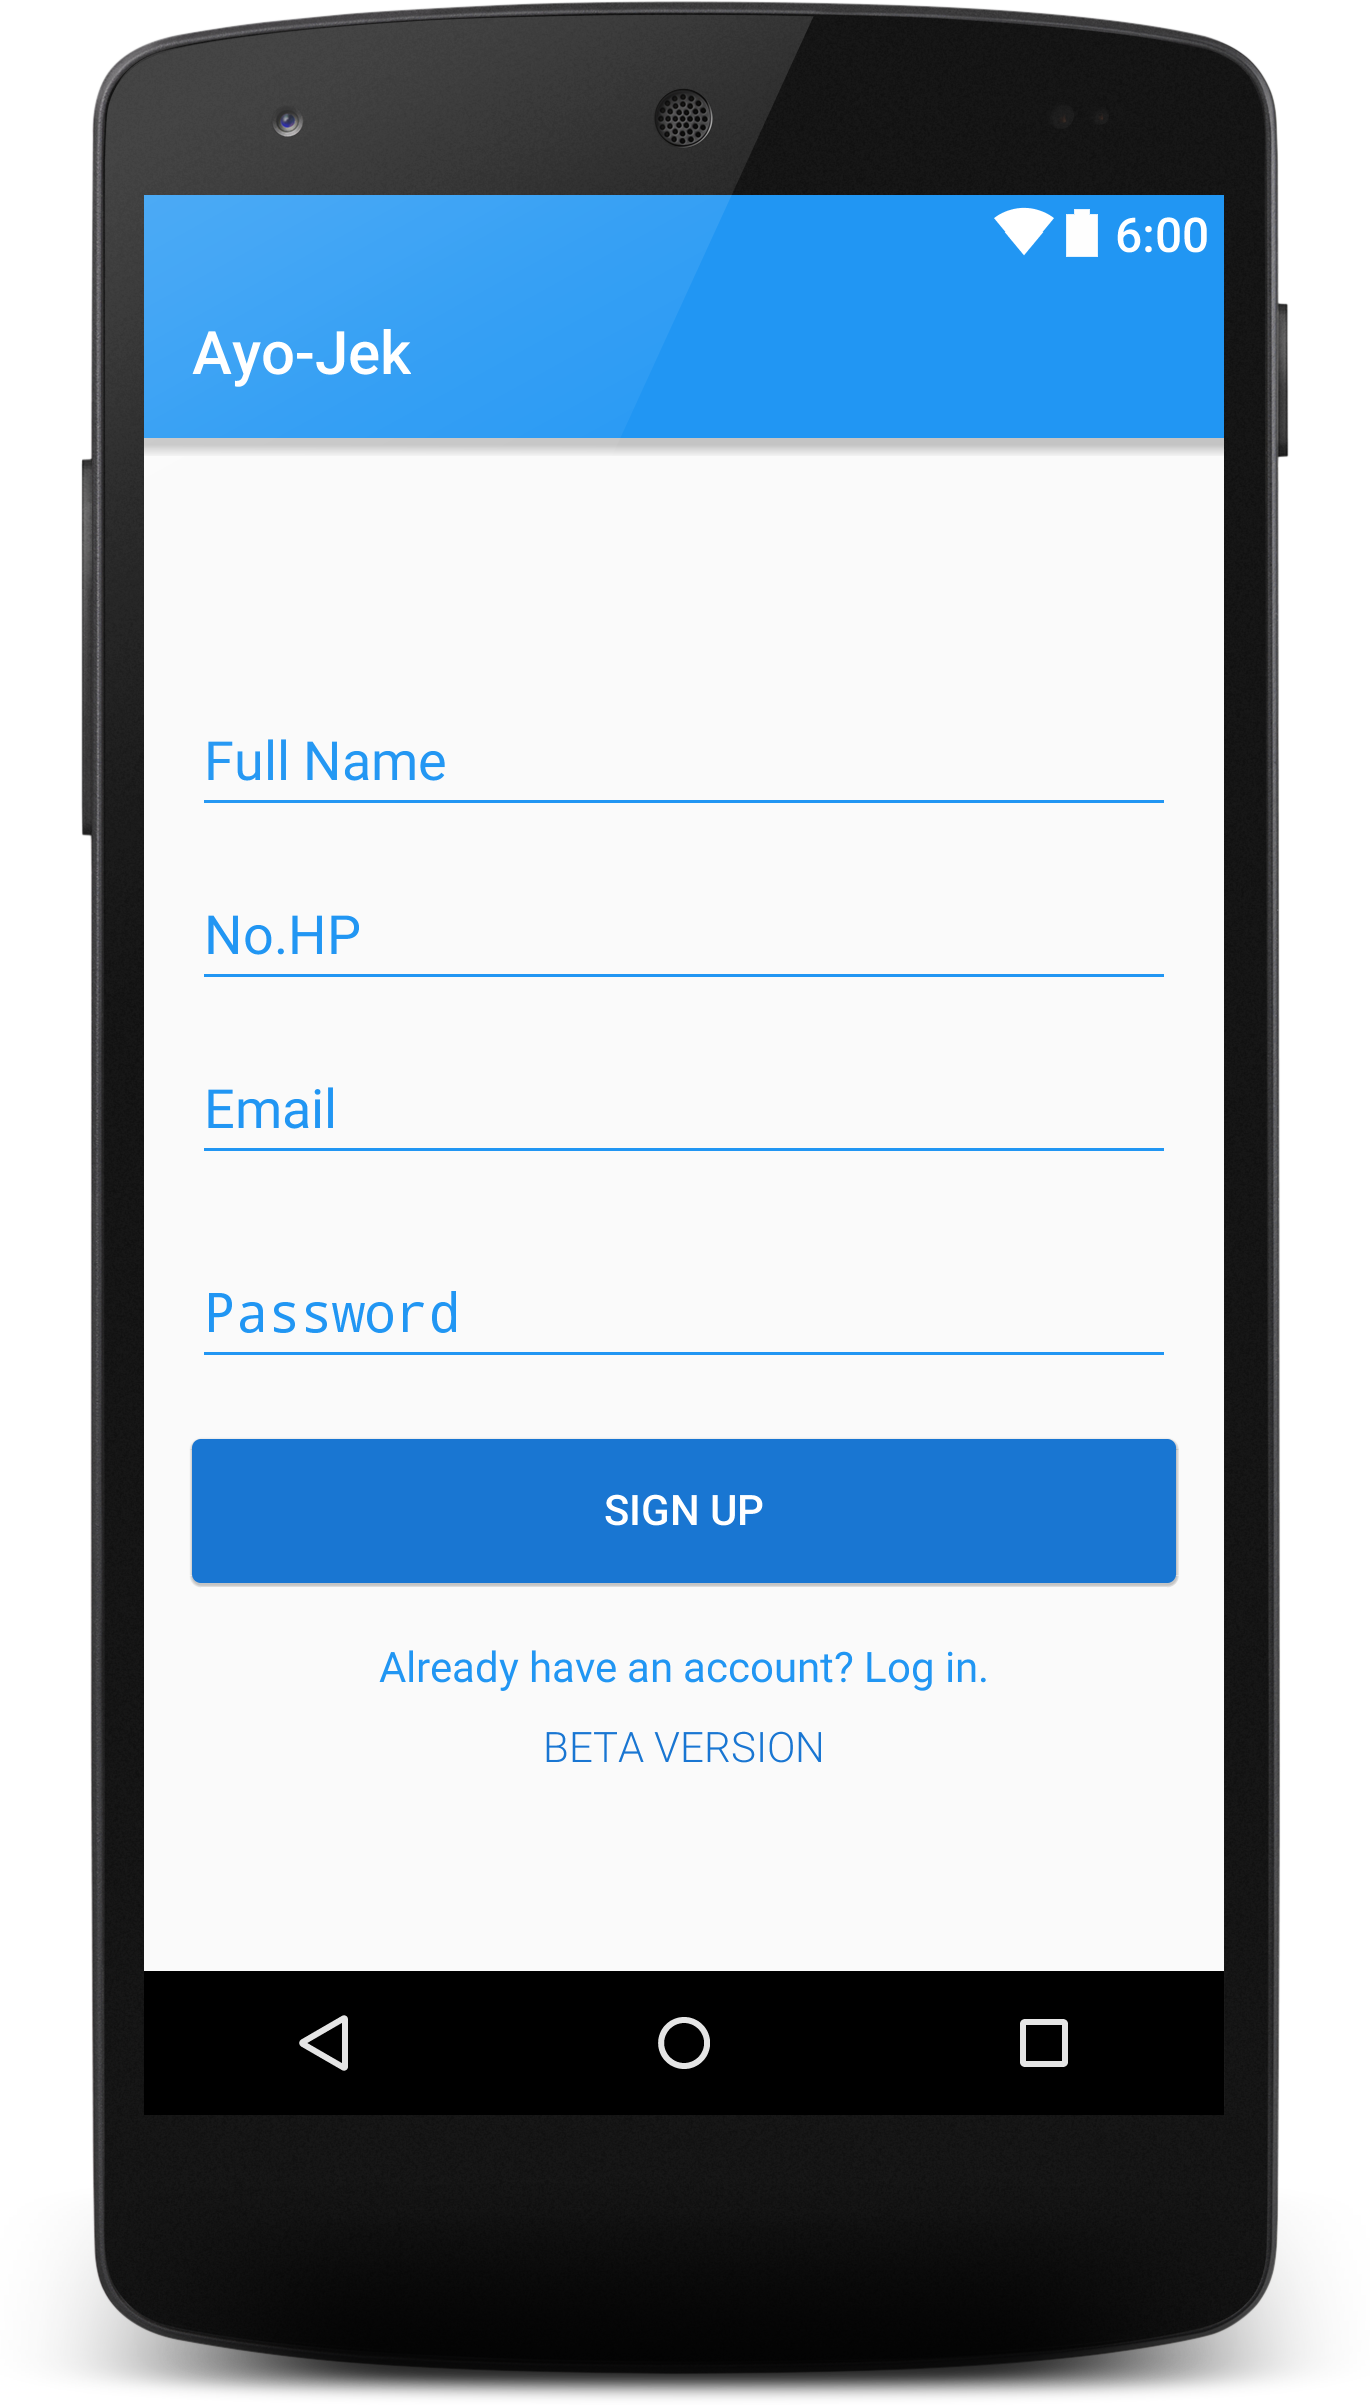 6:00
Ayo-Jek
Full Name
No.HP
Email
Password
SIGN UP
Already have an account? Log in.
BETA VERSION